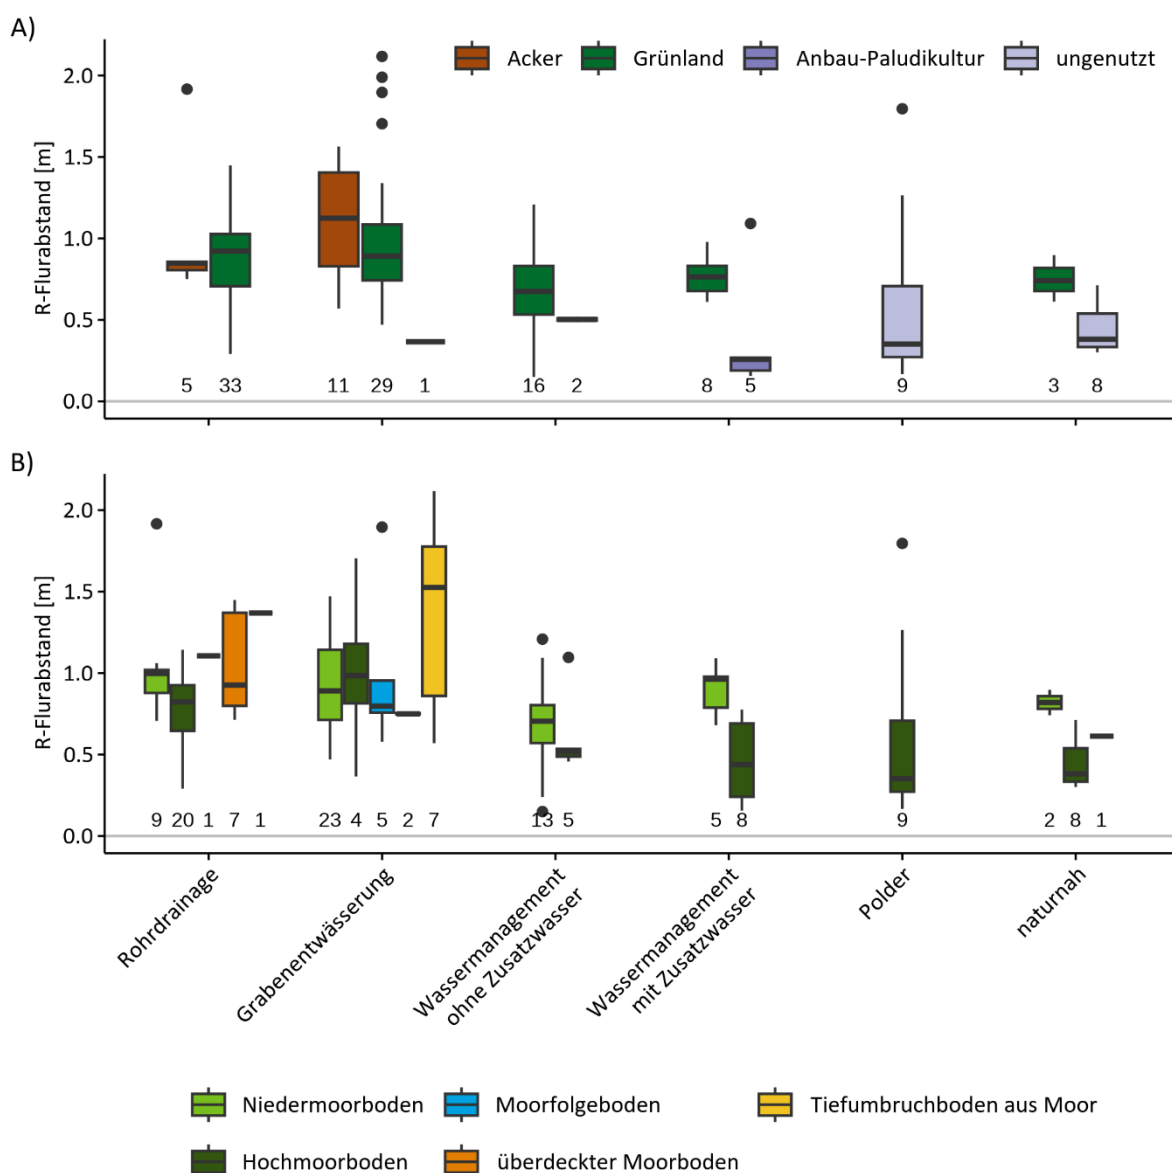 A)
Acker Grünland Anbau-Paludikultur ungenutzt
R-Flurabstand [m]
2.0
1.5
1.0
0.5
0.0
5 33 11 29 1 16 2 8 5 9 3 8
B)
R-Flurabstand [m]
2.0
1.5
1.0
0.5
0.0
9 20 1 7 1 23 4 5 2 7 13 5 5 8 9 2 8 1
Rohrdrainage
Grabenentwässerung
Wassermanagement
ohne Zusatzwasser
Wassermanagement
mit Zusatzwasser
Polder
naturnah
Niedermoorboden Moorfolgeboden Tiefumbruchboden aus Moor
Hochmoorboden überdeckter Moorboden